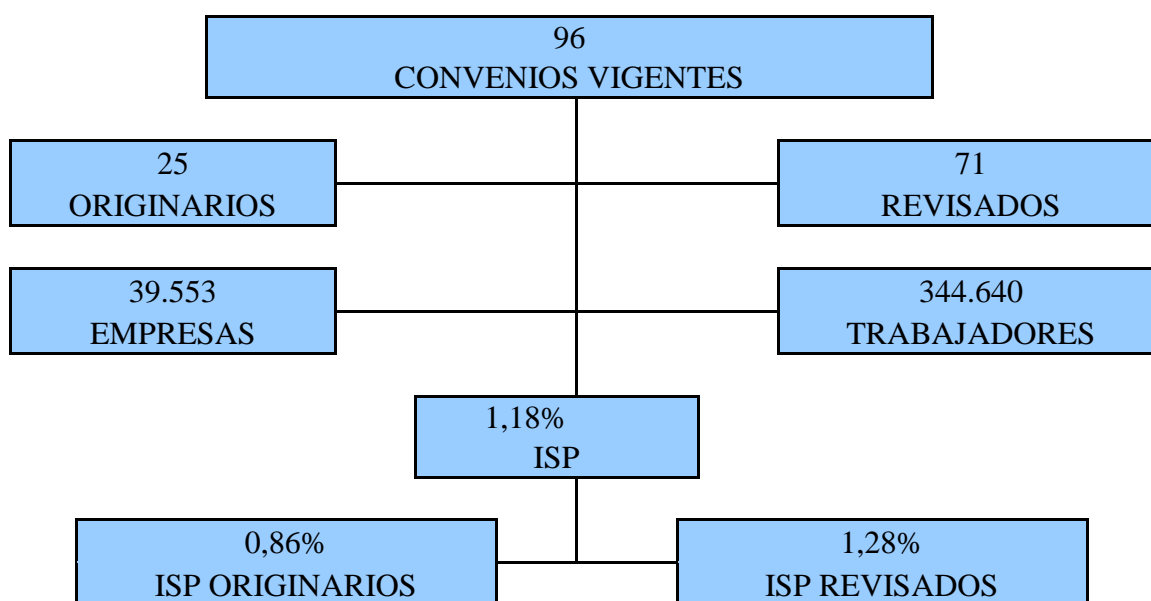 96
CONVENIOS VIGENTES
25
ORIGINARIOS
71
REVISADOS
39.553
EMPRESAS
344.640
TRABAJADORES
1,18%
ISP
0,86%
ISP ORIGINARIOS
1,28%
ISP REVISADOS